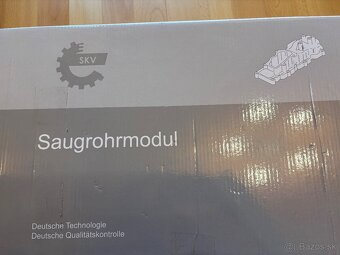 SKV
Saugrohrmodul
Deutsche Technologie
Deutsche Qualitätskontrolle
Bazos.sk